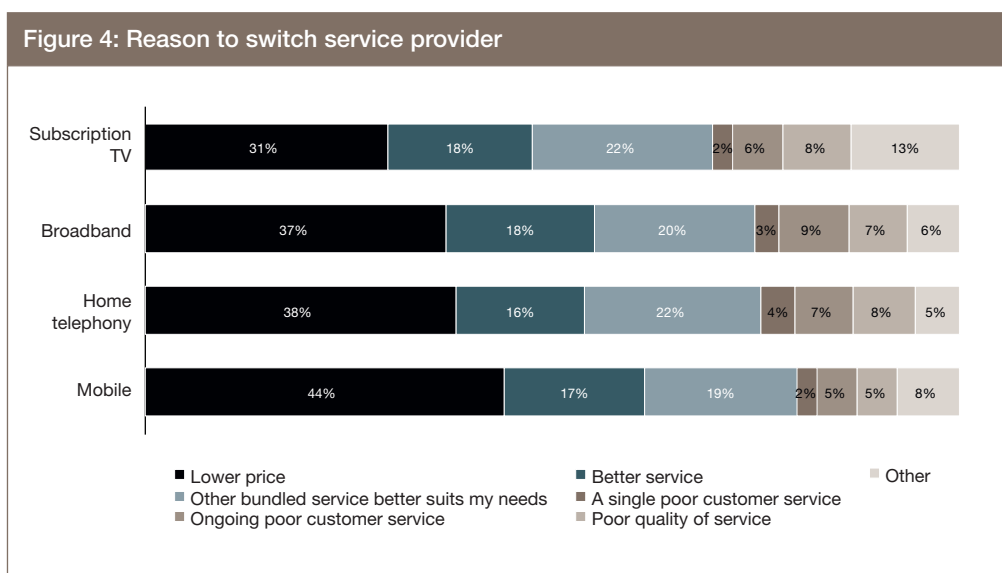 Figure 4: Reason to switch service provider
Subscription
TV
31% 18% 22% 2% 6% 8% 13%
Broadband
37% 18% 20% 3% 9% 7% 6%
Home
telephony
38% 16% 22% 4% 7% 8% 5%
Mobile
44% 17% 19% 2% 5% 5% 8%
Lower price
Better service
Other
Other bundled service better suits my needs
A single poor customer service
Ongoing poor customer service
Poor quality of service